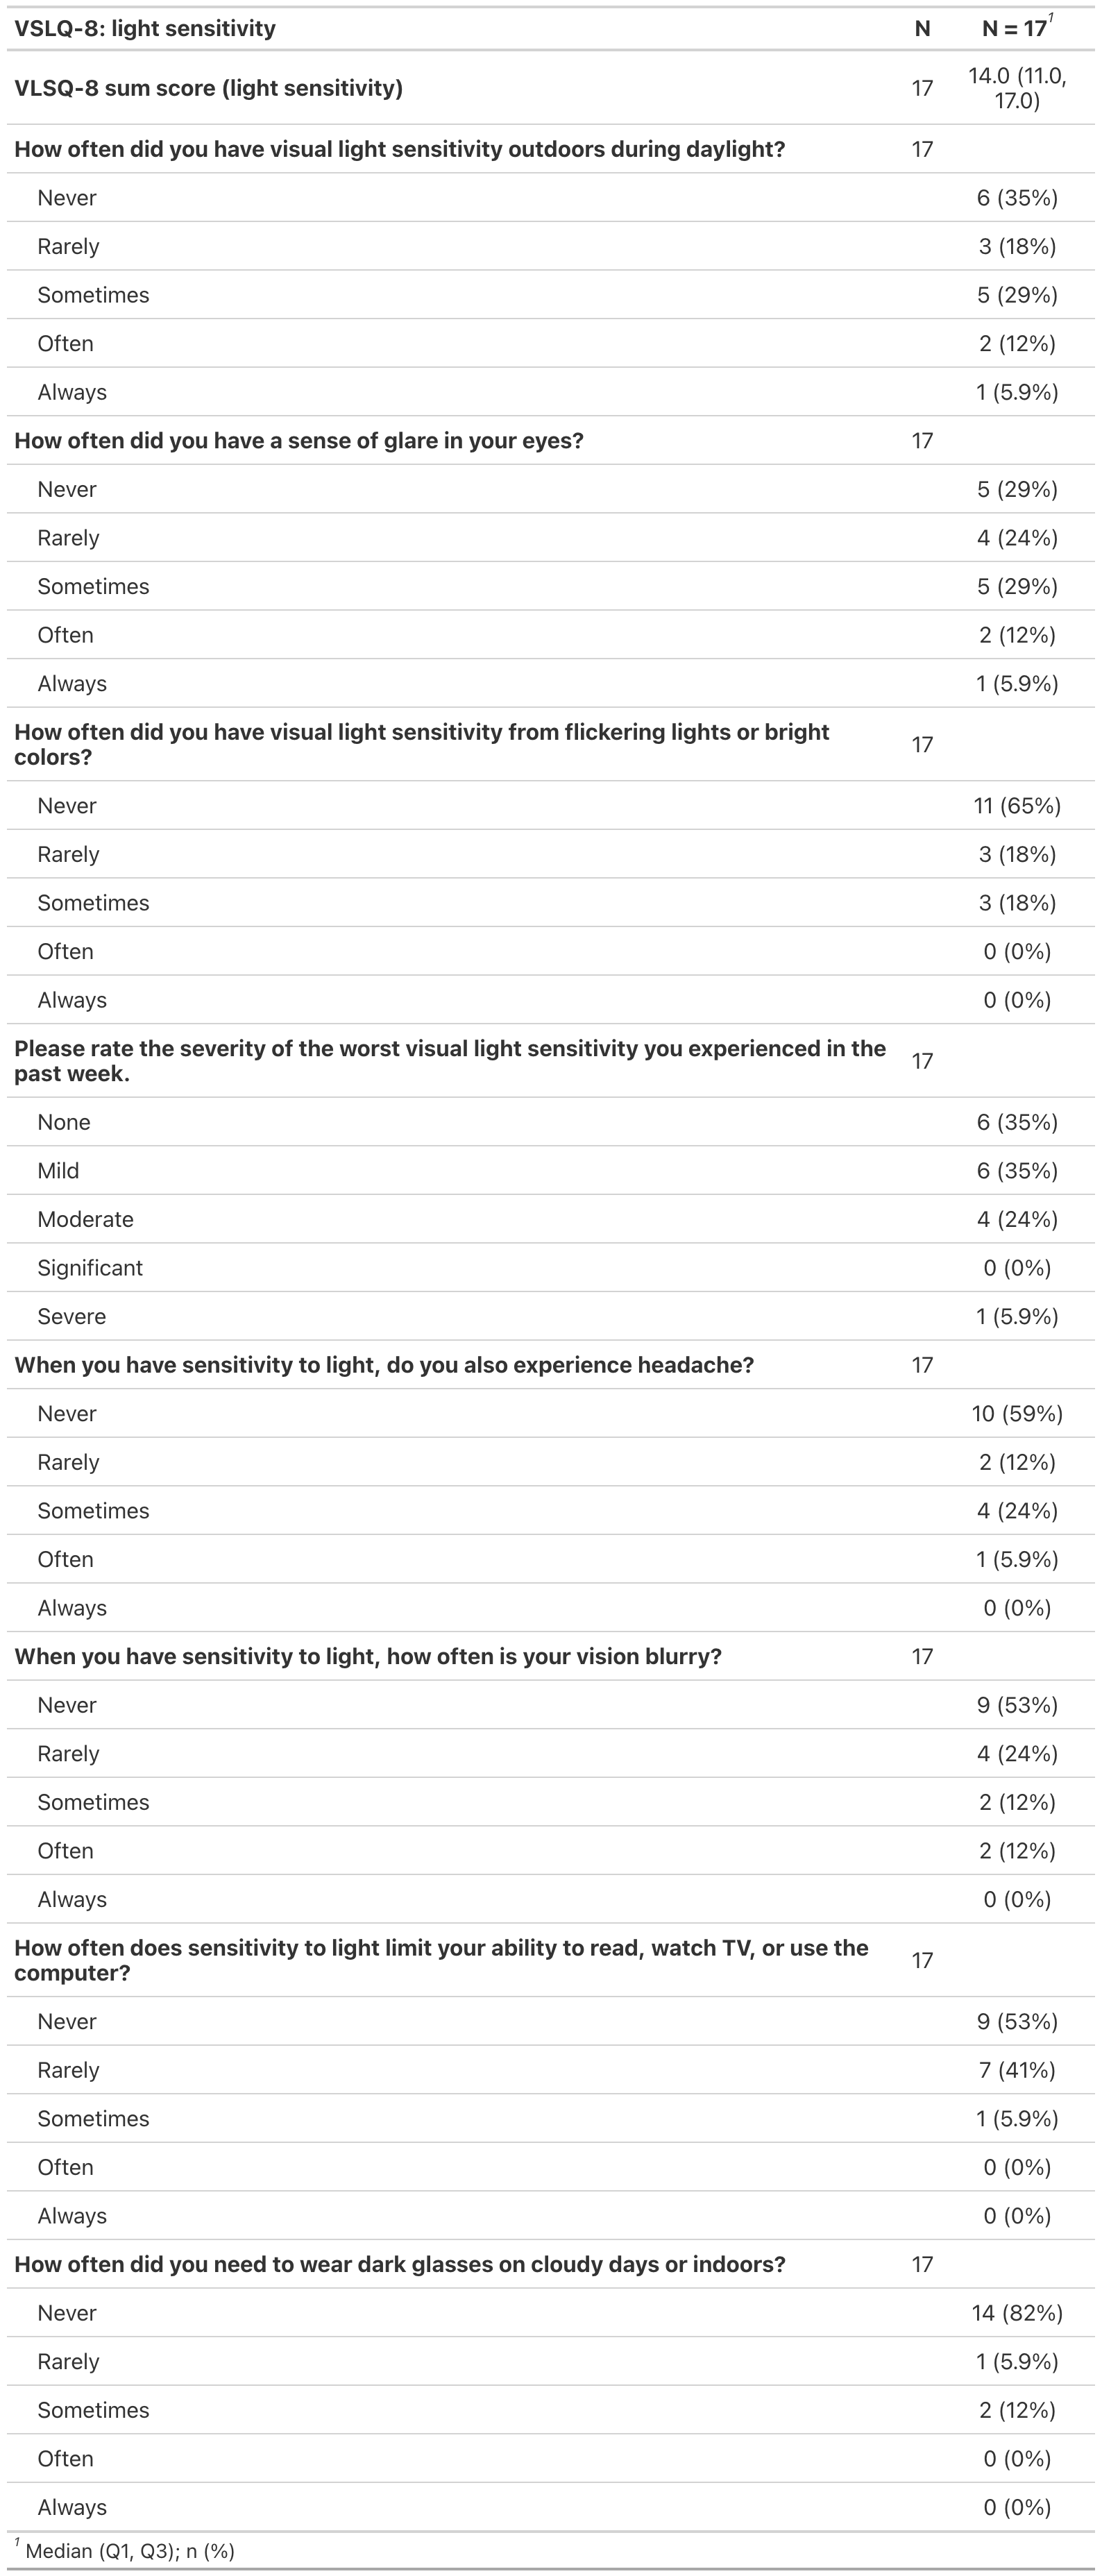 VSLQ-8: light sensitivity N N = 17¹
VLSQ-8 sum score (light sensitivity) 17 14.0 (11.0,
17.0)
How often did you have visual light sensitivity outdoors during daylight? 17
Never 6 (35%)
Rarely 3 (18%)
Sometimes 5 (29%)
Often 2 (12%)
Always 1 (5.9%)
How often did you have a sense of glare in your eyes? 17
Never 5 (29%)
Rarely 4 (24%)
Sometimes 5 (29%)
Often 2 (12%)
Always 1 (5.9%)
How often did you have visual light sensitivity from flickering lights or bright
colors? 17
Never 11 (65%)
Rarely 3 (18%)
Sometimes 3 (18%)
Often 0 (0%)
Always 0 (0%)
Please rate the severity of the worst visual light sensitivity you experienced in the
past week. 17
None 6 (35%)
Mild 6 (35%)
Moderate 4 (24%)
Significant 0 (0%)
Severe 1 (5.9%)
When you have sensitivity to light, do you also experience headache? 17
Never 10 (59%)
Rarely 2 (12%)
Sometimes 4 (24%)
Often 1 (5.9%)
Always 0 (0%)
When you have sensitivity to light, how often is your vision blurry? 17
Never 9 (53%)
Rarely 4 (24%)
Sometimes 2 (12%)
Often 2 (12%)
Always 0 (0%)
How often does sensitivity to light limit your ability to read, watch TV, or use the
computer? 17
Never 9 (53%)
Rarely 7 (41%)
Sometimes 1 (5.9%)
Often 0 (0%)
Always 0 (0%)
How often did you need to wear dark glasses on cloudy days or indoors? 17
Never 14 (82%)
Rarely 1 (5.9%)
Sometimes 2 (12%)
Often 0 (0%)
Always 0 (0%)
¹ Median (Q1, Q3); n (%)